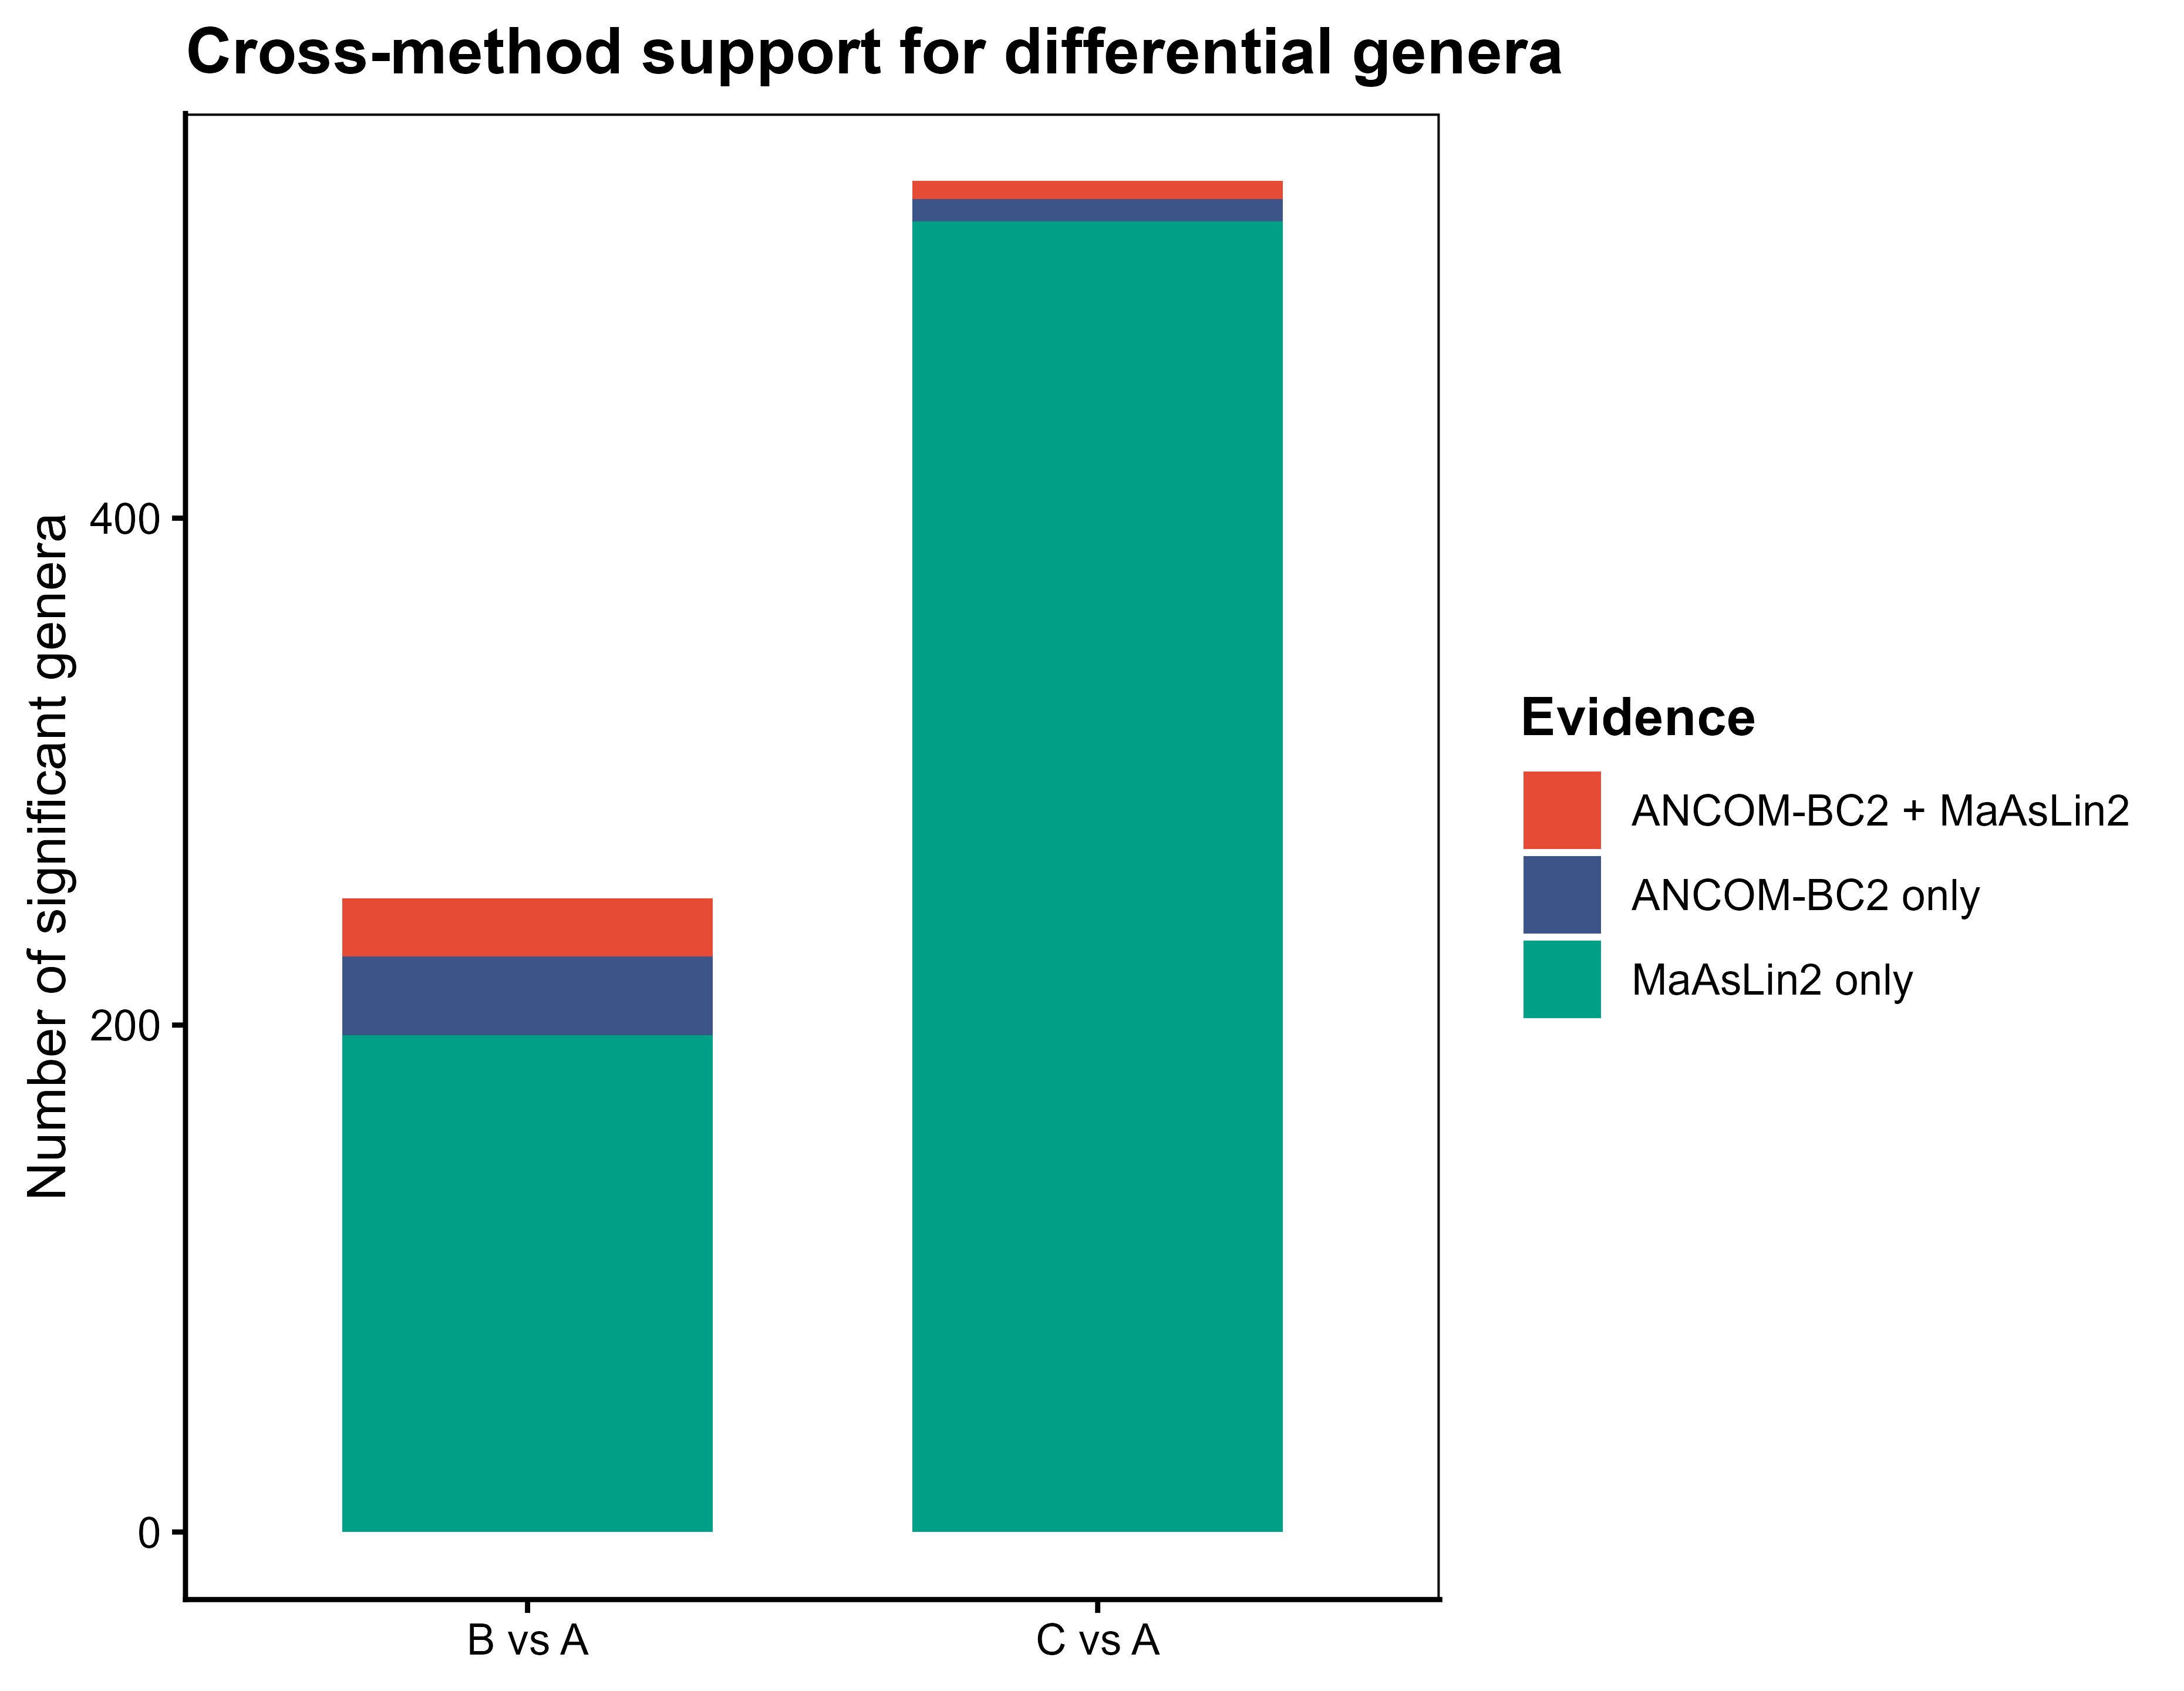 Cross-method support for differential genera
Number of significant genera
400
200
0
B vs A
C vs A
Evidence
ANCOM-BC2 + MaAsLin2
ANCOM-BC2 only
MaAsLin2 only